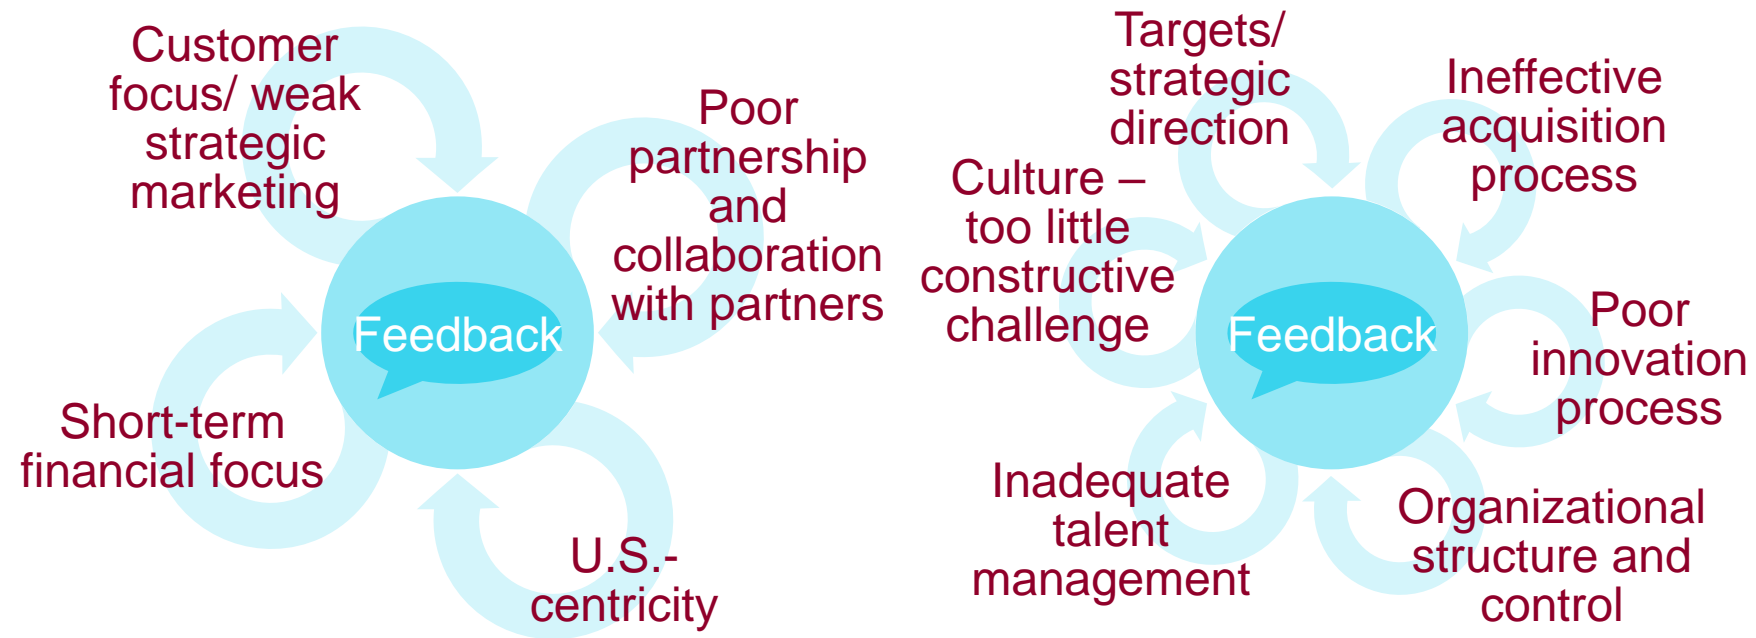 Customer
focus/ weak
strategic
marketing
Poor
partnership
and
collaboration
with partners
Feedback
Short-term
financial focus
U.S.-
centricity
Targets/
strategic
direction
Ineffective
acquisition
process
Culture –
too little
constructive
challenge
Feedback
Poor
innovation
process
Inadequate
talent
management
Organizational
structure and
control